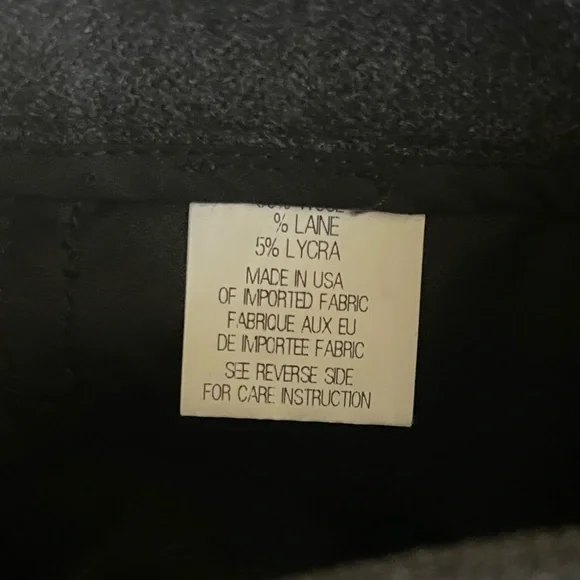 % LAINE
5% LYCRA
MADE IN USA
OF IMPORTED FABRIC
FABRIQUE AUX EU
DE IMPORTEE FABRIC
SEE REVERSE SIDE
FOR CARE INSTRUCTION